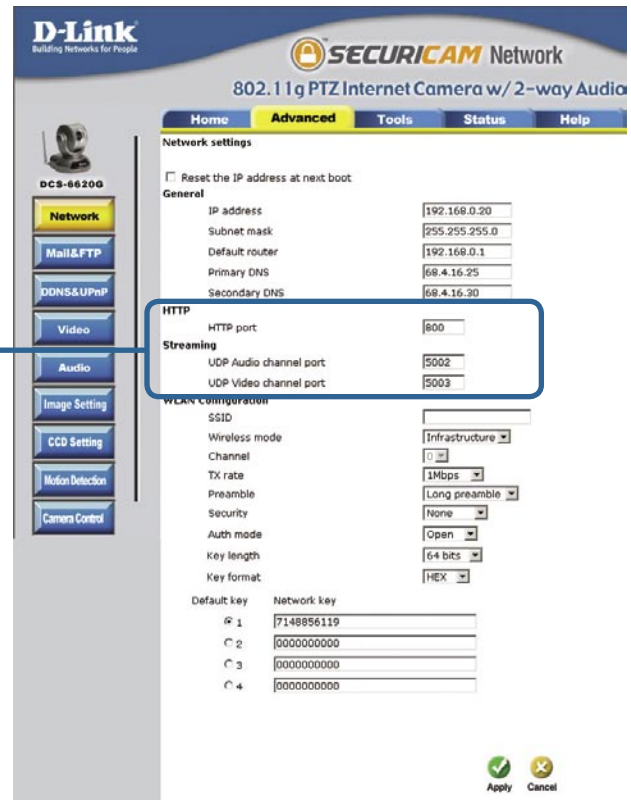 D-Link
Building Networks for People
SECURICAM Network
802.11g PTZ Internet Camera w/ 2-way Audio
Home Advanced Tools Status Help
DCS-6620G
Network
Mail&FTP
DDNS&UPnP
Video
Audio
Image Setting
CCD Setting
Motion Detection
Camera Control
Network settings
Reset the IP address at next boot
General
IP address 192.168.0.20
Subnet mask 255.255.255.0
Default router 192.168.0.1
Primary DNS 68.4.16.25
Secondary DNS 68.4.16.30
HTTP
HTTP port 800
Streaming
UDP Audio channel port 5002
UDP Video channel port 5003
WLAN Configuration
SSID
Wireless mode Infrastructure
Channel 0
TX rate 1Mbps
Preamble Long preamble
Security None
Auth mode Open
Key length 64 bits
Key format HEX
Default key Network key
1 7148856119
2 0000000000
3 0000000000
4 0000000000
Apply Cancel